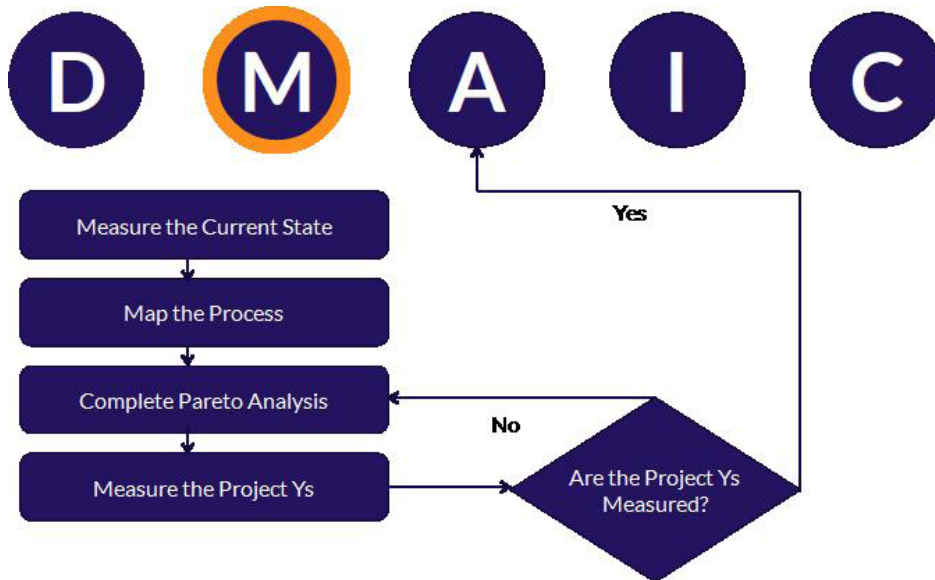 D M A I C
Measure the Current State
Map the Process
Complete Pareto Analysis
Measure the Project Ys
Yes
No
Are the Project Ys
Measured?